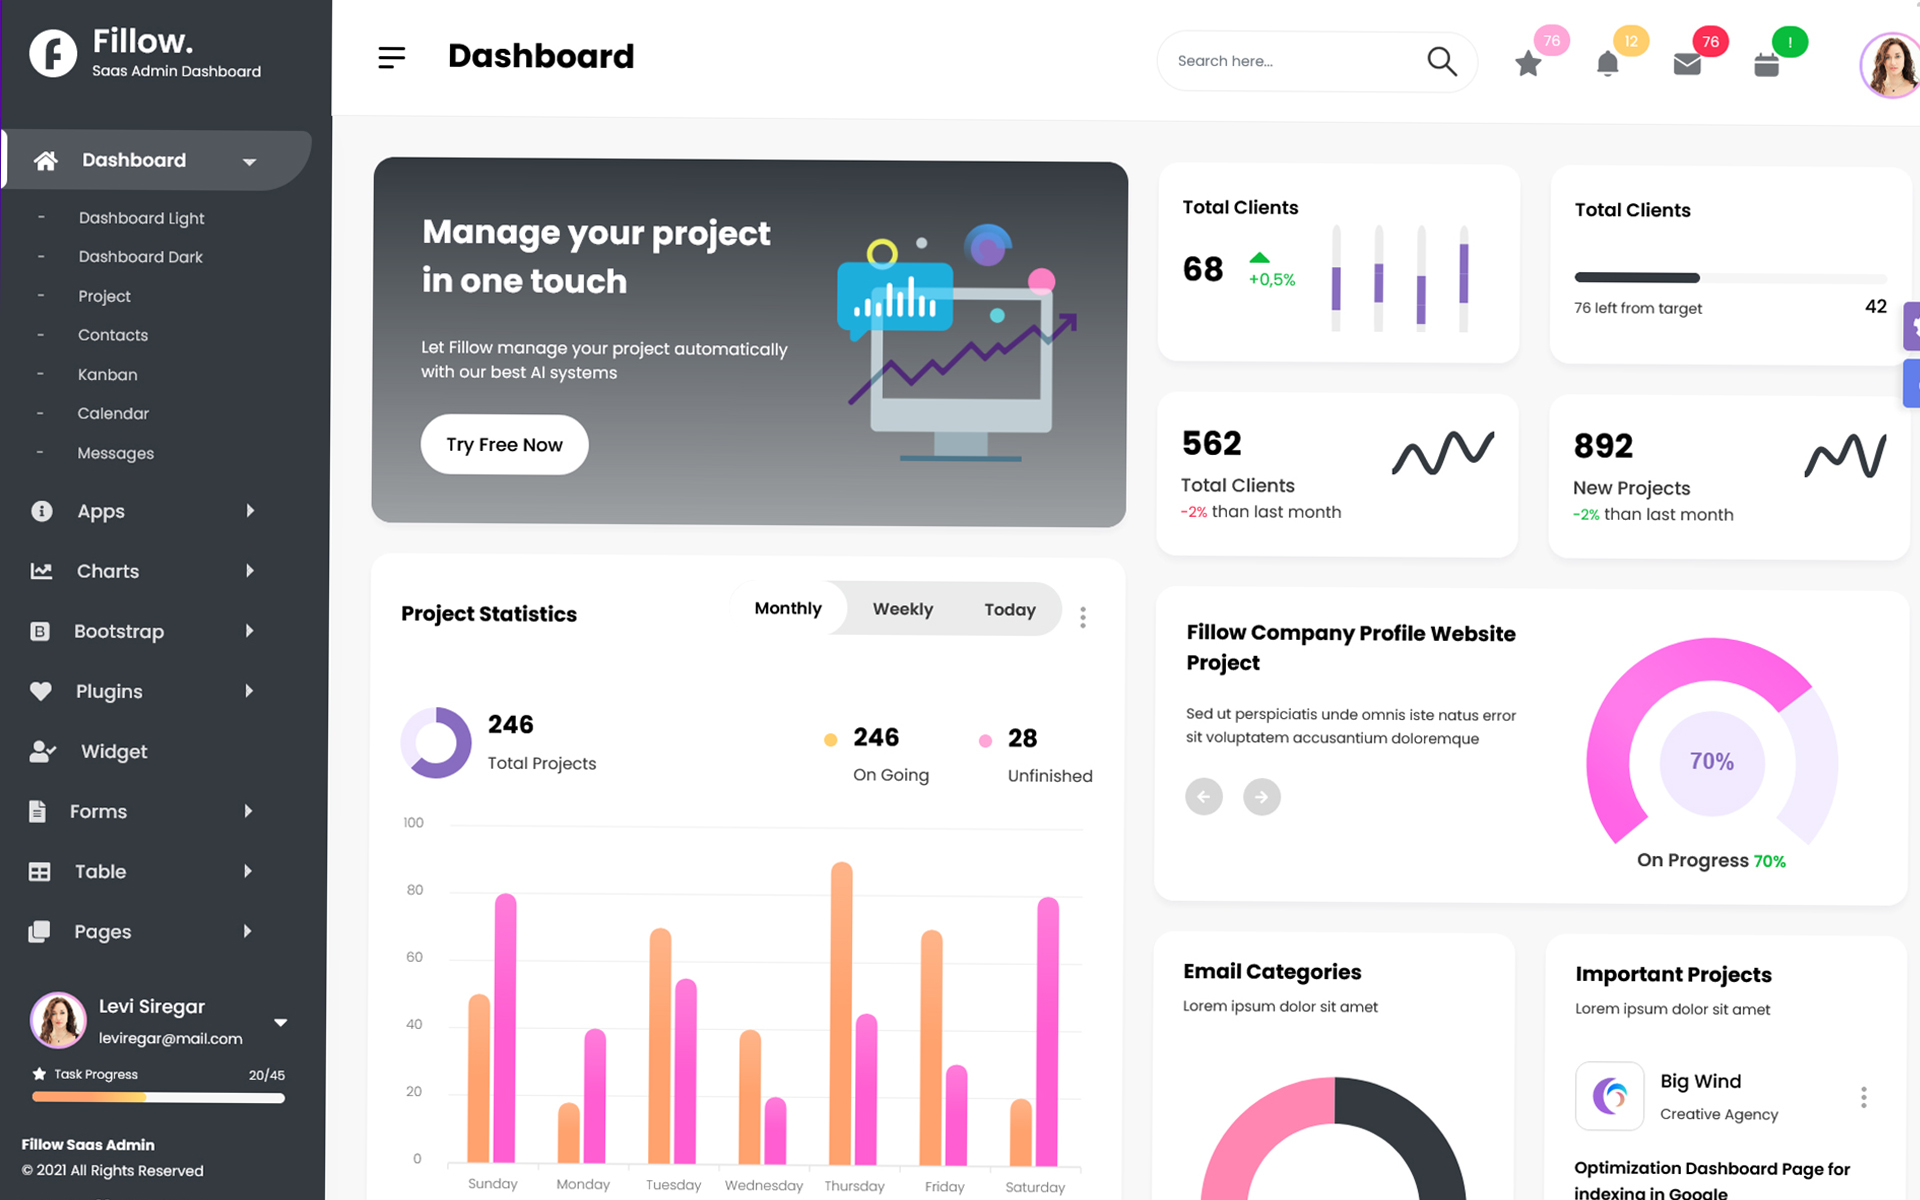 Fillow.
Saas Admin Dashboard
Dashboard
Search here...
76
12
76
!
Dashboard
- Dashboard Light
- Dashboard Dark
- Project
- Contacts
- Kanban
- Calendar
- Messages
Apps
Charts
Bootstrap
Plugins
Widget
Forms
Table
Pages
Levi Siregar
leviregar@mail.com
Task Progress 20/45
Fillow Saas Admin
© 2021 All Rights Reserved
Manage your project
in one touch
Let Fillow manage your project automatically
with our best AI systems
Try Free Now
Total Clients
68
+0,5%
Total Clients
76 left from target
42
562
Total Clients
-2% than last month
892
New Projects
-2% than last month
Project Statistics
Monthly Weekly Today
246
Total Projects
246
On Going
28
Unfinished
100
80
60
40
20
0
Sunday Monday Tuesday Wednesday Thursday Friday Saturday
Fillow Company Profile Website
Project
Sed ut perspiciatis unde omnis iste natus error
sit voluptatem accusantium doloremque
70%
On Progress 70%
Email Categories
Lorem ipsum dolor sit amet
Important Projects
Lorem ipsum dolor sit amet
Big Wind
Creative Agency
Optimization Dashboard Page for
indexing in Google